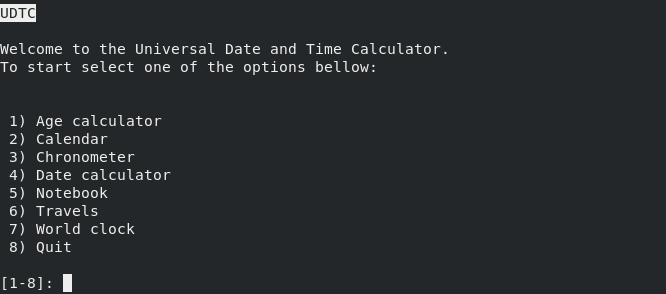 UDTC
Welcome to the Universal Date and Time Calculator.
To start select one of the options bellow:
1) Age calculator
2) Calendar
3) Chronometer
4) Date calculator
5) Notebook
6) Travels
7) World clock
8) Quit
[1-8]: